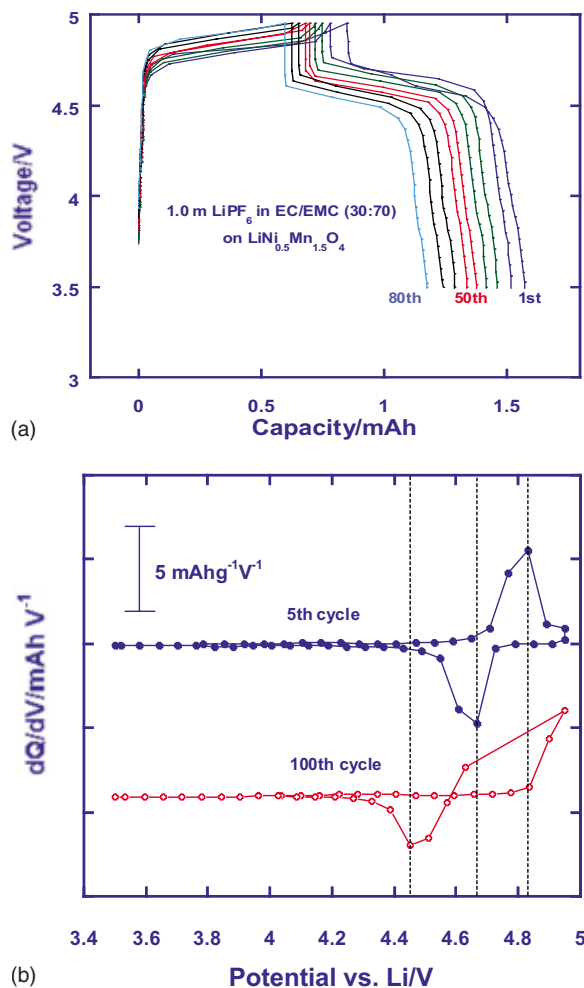 5
4.5
4
3.5
3
Voltage/V
1.0 m LiPF6 in EC/EMC (30:70)
on LiNi0.5Mn1.5O4
80th 50th 1st
0 0.5 1 1.5
Capacity/mAh
(a)
5 mAhg-1V-1
5th cycle
100th cycle
dQ/dV/mAh V-1
3.4 3.6 3.8 4 4.2 4.4 4.6 4.8 5
Potential vs. Li/V
(b)